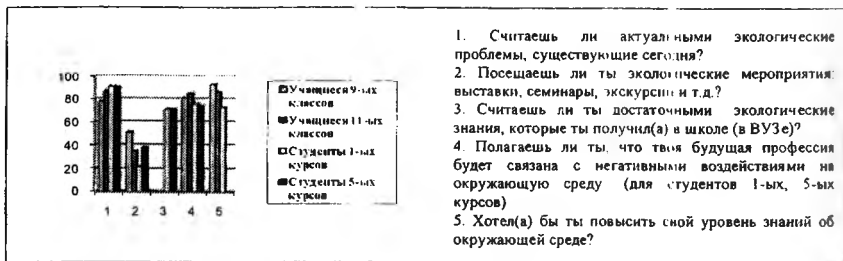 100
80
60
40
20
0
1 2 3 4 5
Учащиеся 9-ых
классов
Учащиеся 11-ых
классов
Студенты 1-ых
курсов
Студенты 5-ых
курсов
1. Считаешь ли актуальными экологические
проблемы, существующие сегодня?
2. Посещаешь ли ты экологические мероприятия:
выставки, семинары, экскурсии и т.д.?
3. Считаешь ли ты достаточными экологические
знания, которые ты получил(а) в школе (в ВУЗе)?
4. Полагаешь ли ты, что твоя будущая профессия
будет связана с негативными воздействиями на
окружающую среду (для студентов 1-ых, 5-ых
курсов)
5. Хотел(а) бы ты повысить свой уровень знаний об
окружающей среде?